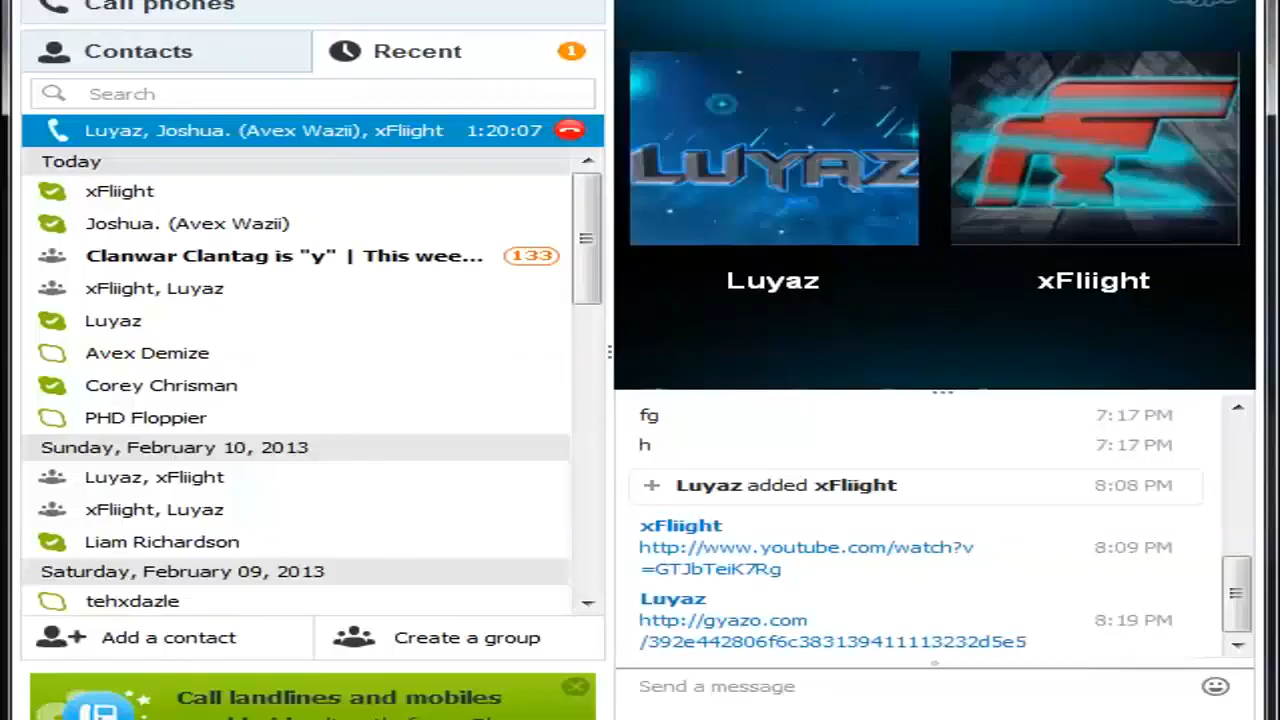 Call phones
Contacts
Recent
1
Search
Luyaz, Joshua. (Avex Wazii), xFliight 1:20:07
Today
xFliight
Joshua. (Avex Wazii)
Clanwar Clantag is "y" | This wee... 133
xFliight, Luyaz
Luyaz
Avex Demize
Corey Chrisman
PHD Floppier
Sunday, February 10, 2013
Luyaz, xFliight
xFliight, Luyaz
Liam Richardson
Saturday, February 09, 2013
tehxdazle
Add a contact
Create a group
Call landlines and mobiles
LUYAZ
Luyaz
xFliight
fg 7:17 PM
h 7:17 PM
Luyaz added xFliight 8:08 PM
xFliight
http://www.youtube.com/watch?v 8:09 PM
=GTJbTeiK7Rg
Luyaz
http://gyazo.com 8:19 PM
/392e442806f6c383139411113232d5e5
Send a message